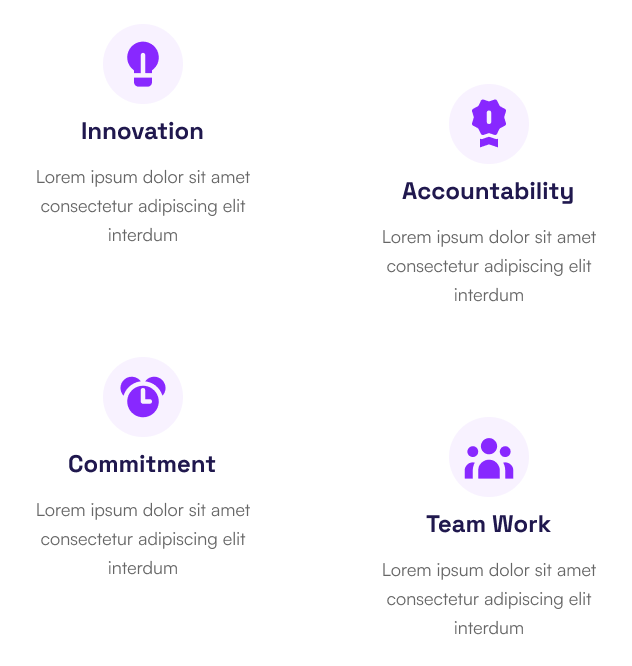 Innovation
Lorem ipsum dolor sit amet
consectetur adipiscing elit
interdum
Accountability
Lorem ipsum dolor sit amet
consectetur adipiscing elit
interdum
Commitment
Lorem ipsum dolor sit amet
consectetur adipiscing elit
interdum
Team Work
Lorem ipsum dolor sit amet
consectetur adipiscing elit
interdum